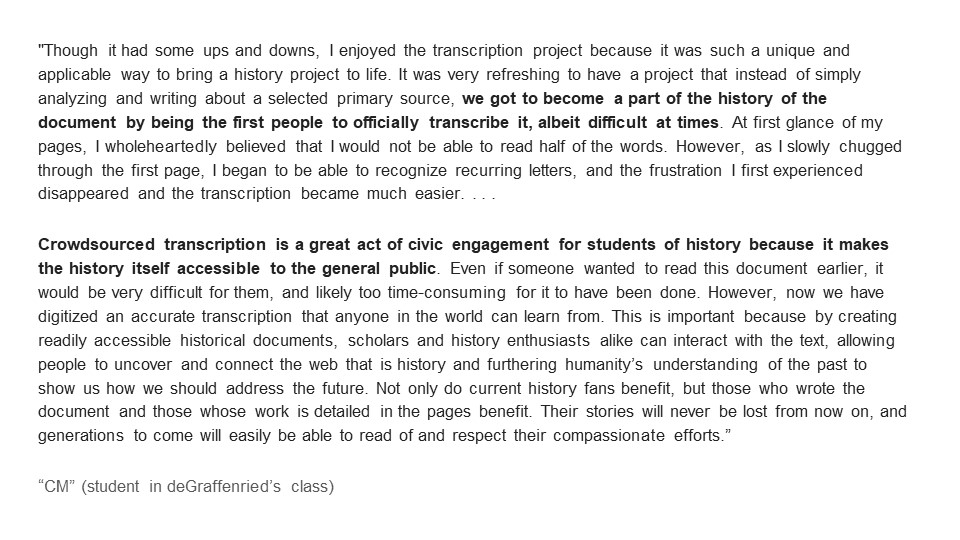 "Though it had some ups and downs, I enjoyed the transcription project because it was such a unique and
applicable way to bring a history project to life. It was very refreshing to have a project that instead of simply
analyzing and writing about a selected primary source, we got to become a part of the history of the
document by being the first people to officially transcribe it, albeit difficult at times. At first glance of my
pages, I wholeheartedly believed that I would not be able to read half of the words. However, as I slowly chugged
through the first page, I began to be able to recognize recurring letters, and the frustration I first experienced
disappeared and the transcription became much easier. . . .
Crowdsourced transcription is a great act of civic engagement for students of history because it makes
the history itself accessible to the general public. Even if someone wanted to read this document earlier, it
would be very difficult for them, and likely too time-consuming for it to have been done. However, now we have
digitized an accurate transcription that anyone in the world can learn from. This is important because by creating
readily accessible historical documents, scholars and history enthusiasts alike can interact with the text, allowing
people to uncover and connect the web that is history and furthering humanity’s understanding of the past to
show us how we should address the future. Not only do current history fans benefit, but those who wrote the
document and those whose work is detailed in the pages benefit. Their stories will never be lost from now on, and
generations to come will easily be able to read of and respect their compassionate efforts.”
“CM” (student in deGraffenried’s class)